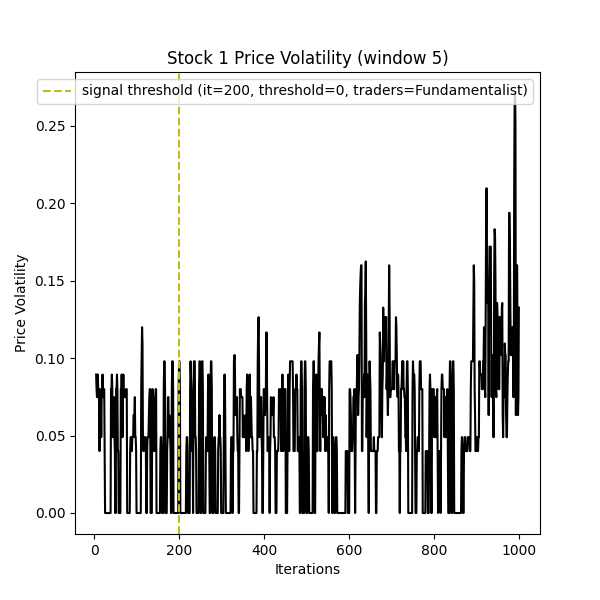 Stock 1 Price Volatility (window 5)
signal threshold (it=200, threshold=0, traders=Fundamentalist)
0.25
0.20
0.15
0.10
0.05
0.00
Price Volatility
0 200 400 600 800 1000
Iterations